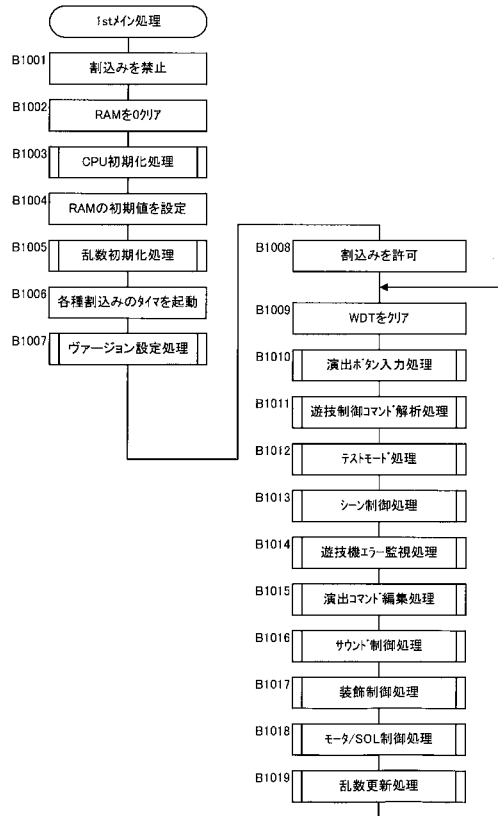 1stメイン処理
B1001
割込みを禁止
B1002
RAMを0クリア
B1003
CPU初期化処理
B1004
RAMの初期値を設定
B1005
乱数初期化処理
B1006
各種割込みのタイマを起動
B1007
ヴァージョン設定処理
B1008
割込みを許可
B1009
WDTをクリア
B1010
演出ボタン入力処理
B1011
遊技制御コマンド解析処理
B1012
テストモード処理
B1013
シーン制御処理
B1014
遊技機エラー監視処理
B1015
演出コマンド編集処理
B1016
サウンド制御処理
B1017
装飾制御処理
B1018
モータ/SOL制御処理
B1019
乱数更新処理